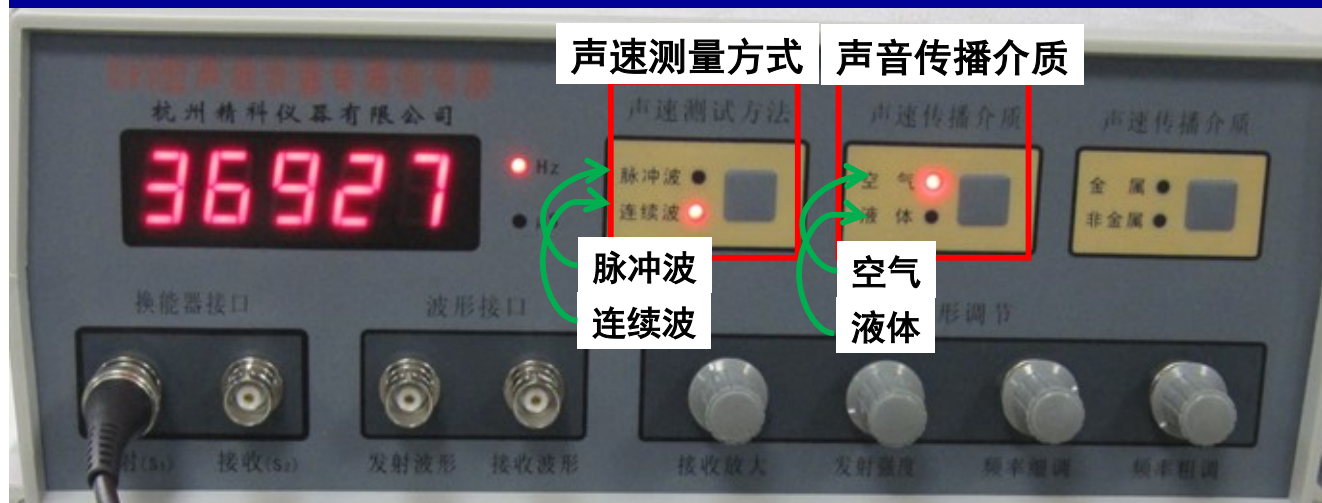 声速测量方式
声音传播介质
杭州精科仪器有限公司
声速测试方法
声速传播介质
声速传播介质
36927
Hz
脉冲波
连续波
空气
液体
金属
非金属
脉冲波
连续波
空气
液体
换能器接口
波形接口
形调节
射(S₁)
接收(S₂)
发射波形
接收波形
接收放大
发射强度
频率细调
频率粗调